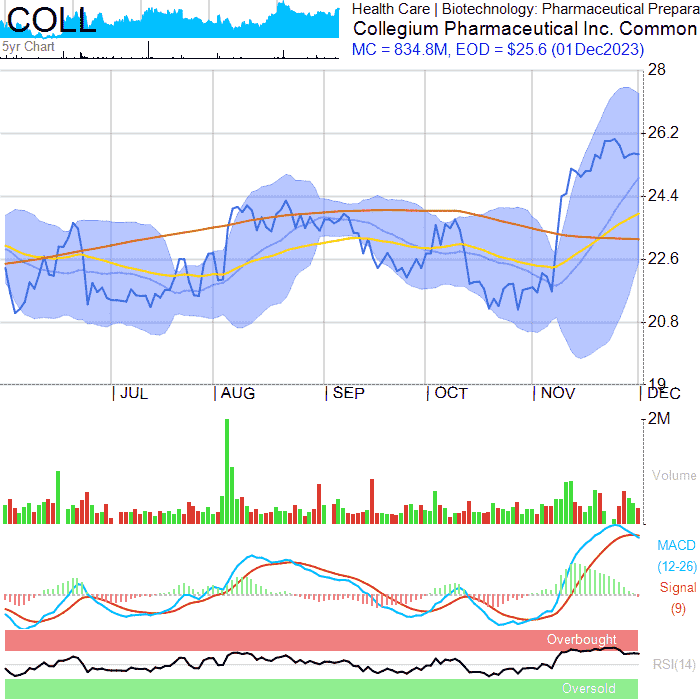 COLL
5yr Chart
Health Care | Biotechnology: Pharmaceutical Prepara
Collegium Pharmaceutical Inc. Common
MC = 834.8M, EOD = $25.6 (01Dec2023)
28
26.2
24.4
22.6
20.8
19
JUL AUG SEP OCT NOV DEC
2M
Volume
MACD
(12-26)
Signal
(9)
Overbought
RSI(14)
Oversold